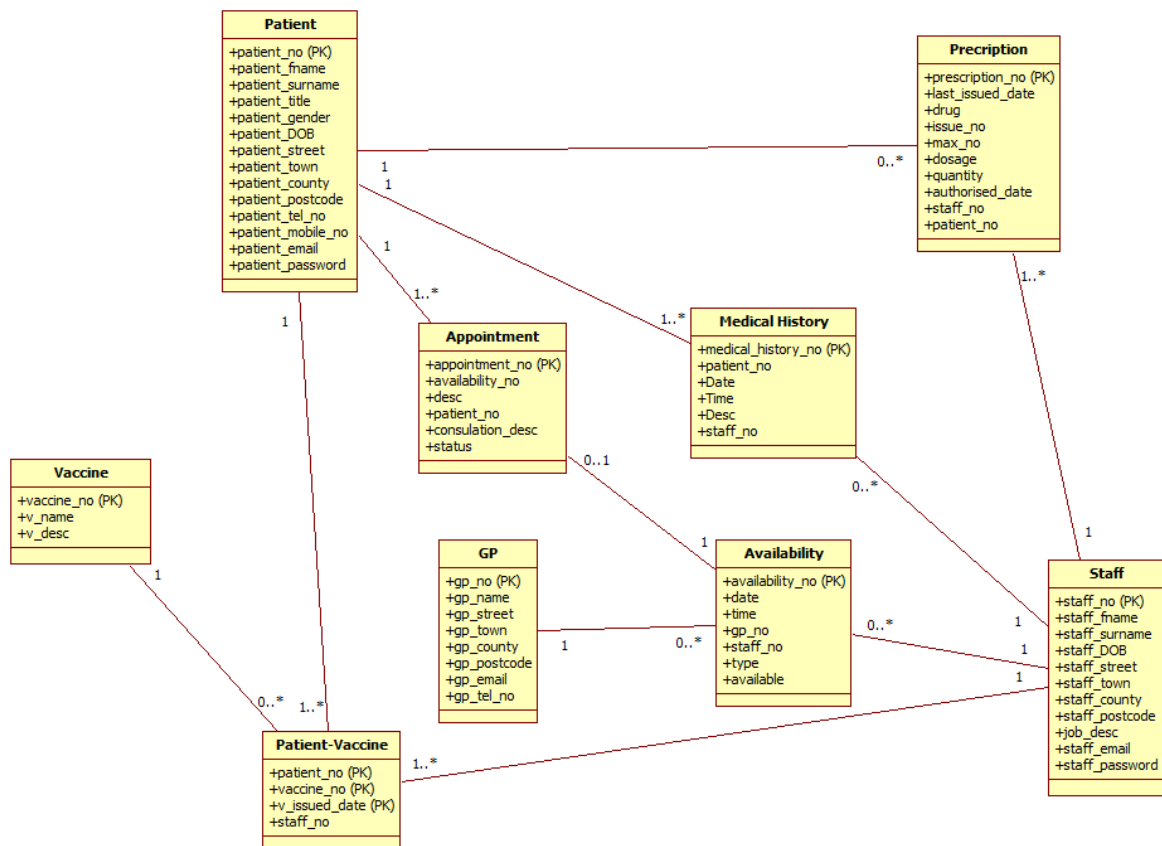 Patient
+patient_no (PK)
+patient_fname
+patient_surname
+patient_title
+patient_gender
+patient_DOB
+patient_street
+patient_town
+patient_county
+patient_postcode
+patient_tel_no
+patient_mobile_no
+patient_email
+patient_password
Precription
+prescription_no (PK)
+last_issued_date
+drug
+issue_no
+max_no
+dosage
+quantity
+authorised_date
+staff_no
+patient_no
1
0..*
1
1
1..*
1..*
1
1..*
Appointment
+appointment_no (PK)
+availability_no
+desc
+patient_no
+consulation_desc
+status
Medical History
+medical_history_no (PK)
+patient_no
+Date
+Time
+Desc
+staff_no
0..1
0..*
Vaccine
+vaccine_no (PK)
+v_name
+v_desc
1
GP
+gp_no (PK)
+gp_name
+gp_street
+gp_town
+gp_county
+gp_postcode
+gp_email
+gp_tel_no
1
Availability
+availability_no (PK)
+date
+time
+gp_no
+staff_no
+type
+available
1
Staff
+staff_no (PK)
+staff_fname
+staff_surname
+staff_DOB
+staff_street
+staff_town
+staff_county
+staff_postcode
+job_desc
+staff_email
+staff_password
1
0..*
0..*
1
1
1
0..*
1..*
Patient-Vaccine
+patient_no (PK)
+vaccine_no (PK)
+v_issued_date (PK)
+staff_no
1..*